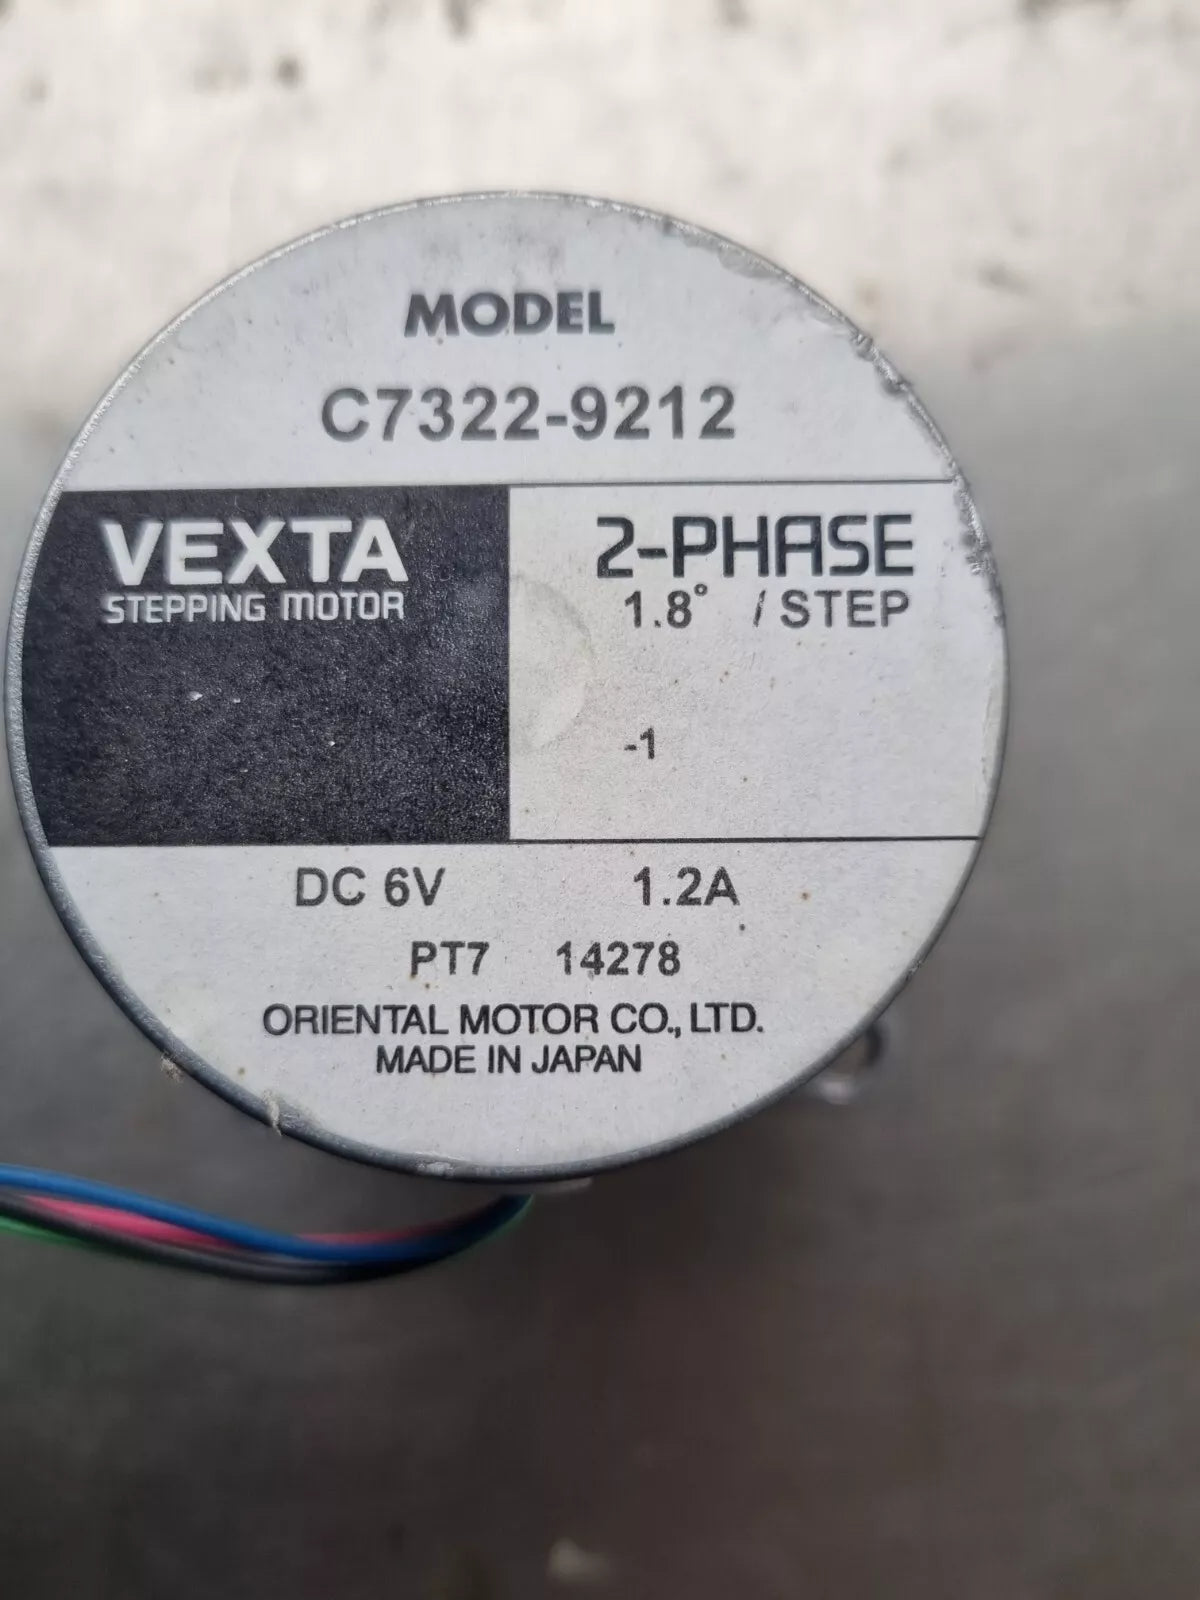 MODEL
C7322-9212
VEXTA
STEPPING MOTOR
2-PHASE
1.8° / STEP
-1
DC 6V 1.2A
PT7 14278
ORIENTAL MOTOR CO., LTD.
MADE IN JAPAN